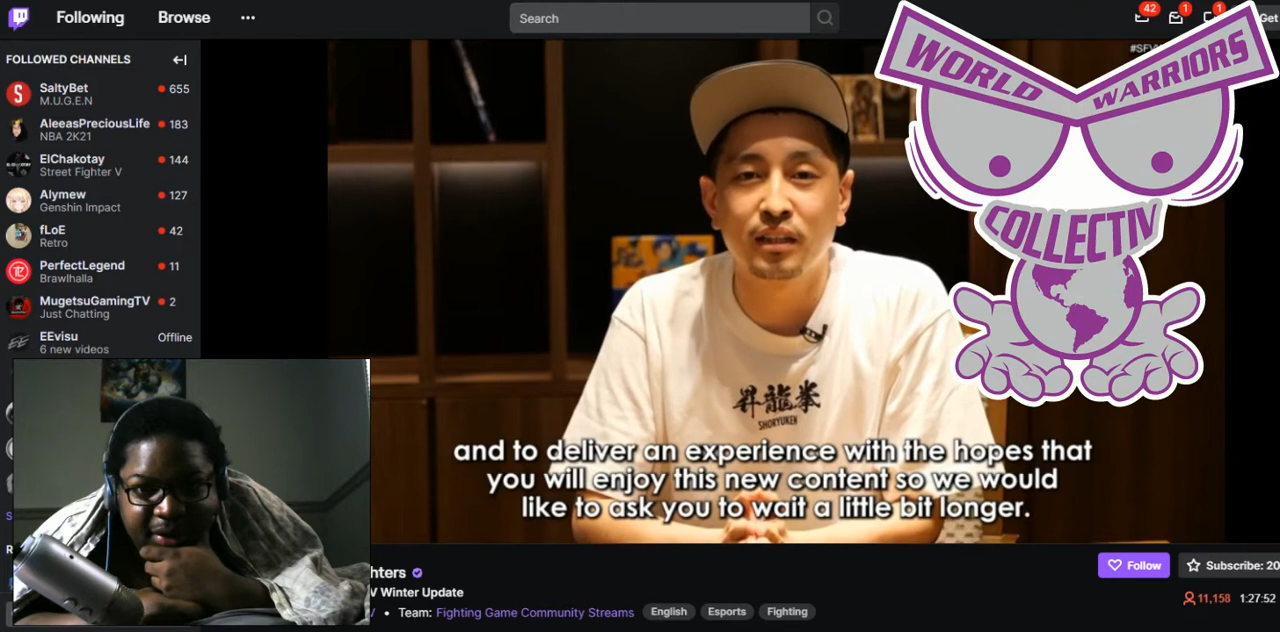 Following
Browse
Search
42
1
1
Get
FOLLOWED CHANNELS
SaltyBet
655
M.U.G.E.N
AleeasPreciousLife
183
NBA 2K21
ElChakotay
144
Street Fighter V
Alymew
127
Genshin Impact
fLoE
42
Retro
PerfectLegend
11
Brawlhalla
MugetsuGamingTV
2
Just Chatting
EEvisu
Offline
6 new videos
WORLD WARRIORS
COLLECTIV
昇龍拳
SHORYUKEN
and to deliver an experience with the hopes that
you will enjoy this new content so we would
like to ask you to wait a little bit longer.
hters
Follow
Subscribe: 20
V Winter Update
V • Team: Fighting Game Community Streams
English
Esports
Fighting
11,158
1:27:52